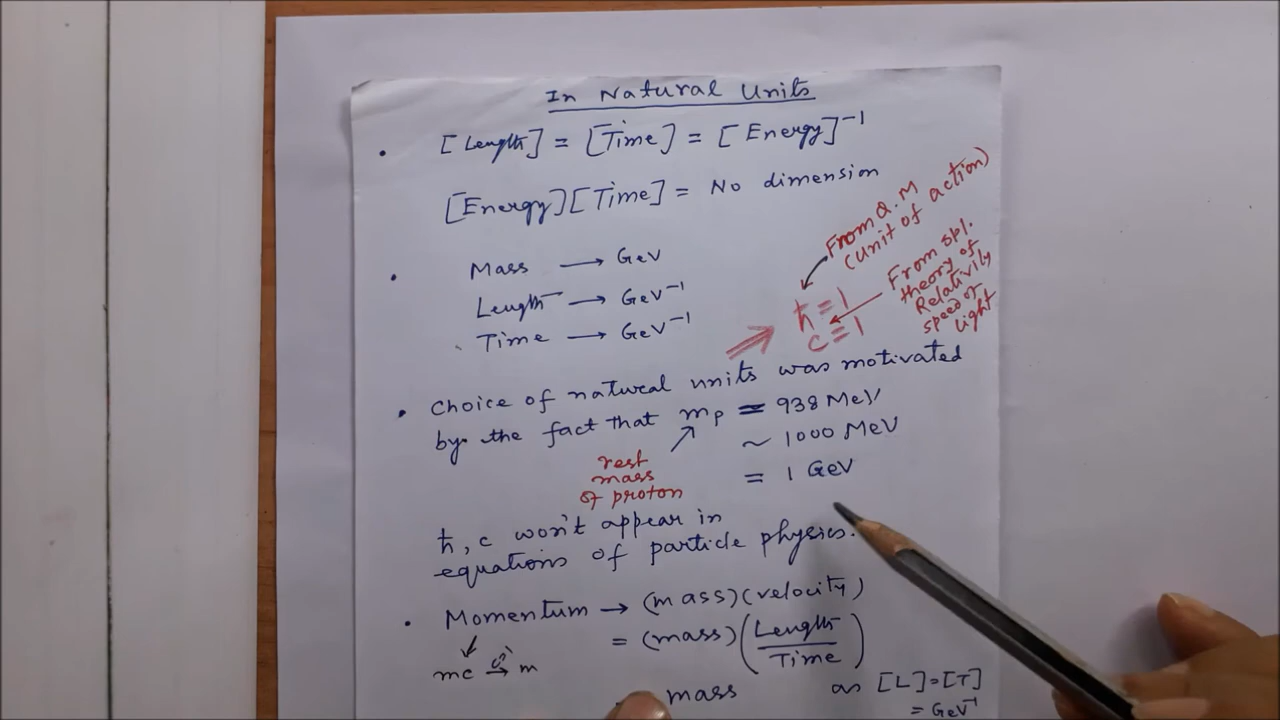 In Natural Units
• [Length] = [Time] = [Energy]⁻¹
[Energy][Time] = No dimension
• Mass → GeV
Length → GeV⁻¹
Time → GeV⁻¹
From Q.M
(unit of action)
ħ = 1
c = 1
From spl.
theory of
Relativity
speed of
light
• Choice of natural units was motivated
by the fact that mₚ = 938 MeV
~ 1000 MeV
= 1 GeV
rest
mass
of proton
ħ, c won't appear in
equations of particle physics.
• Momentum → (mass)(velocity)
= (mass)(Length/Time)
mc → m
mass as [L]=[T]
= GeV⁻¹